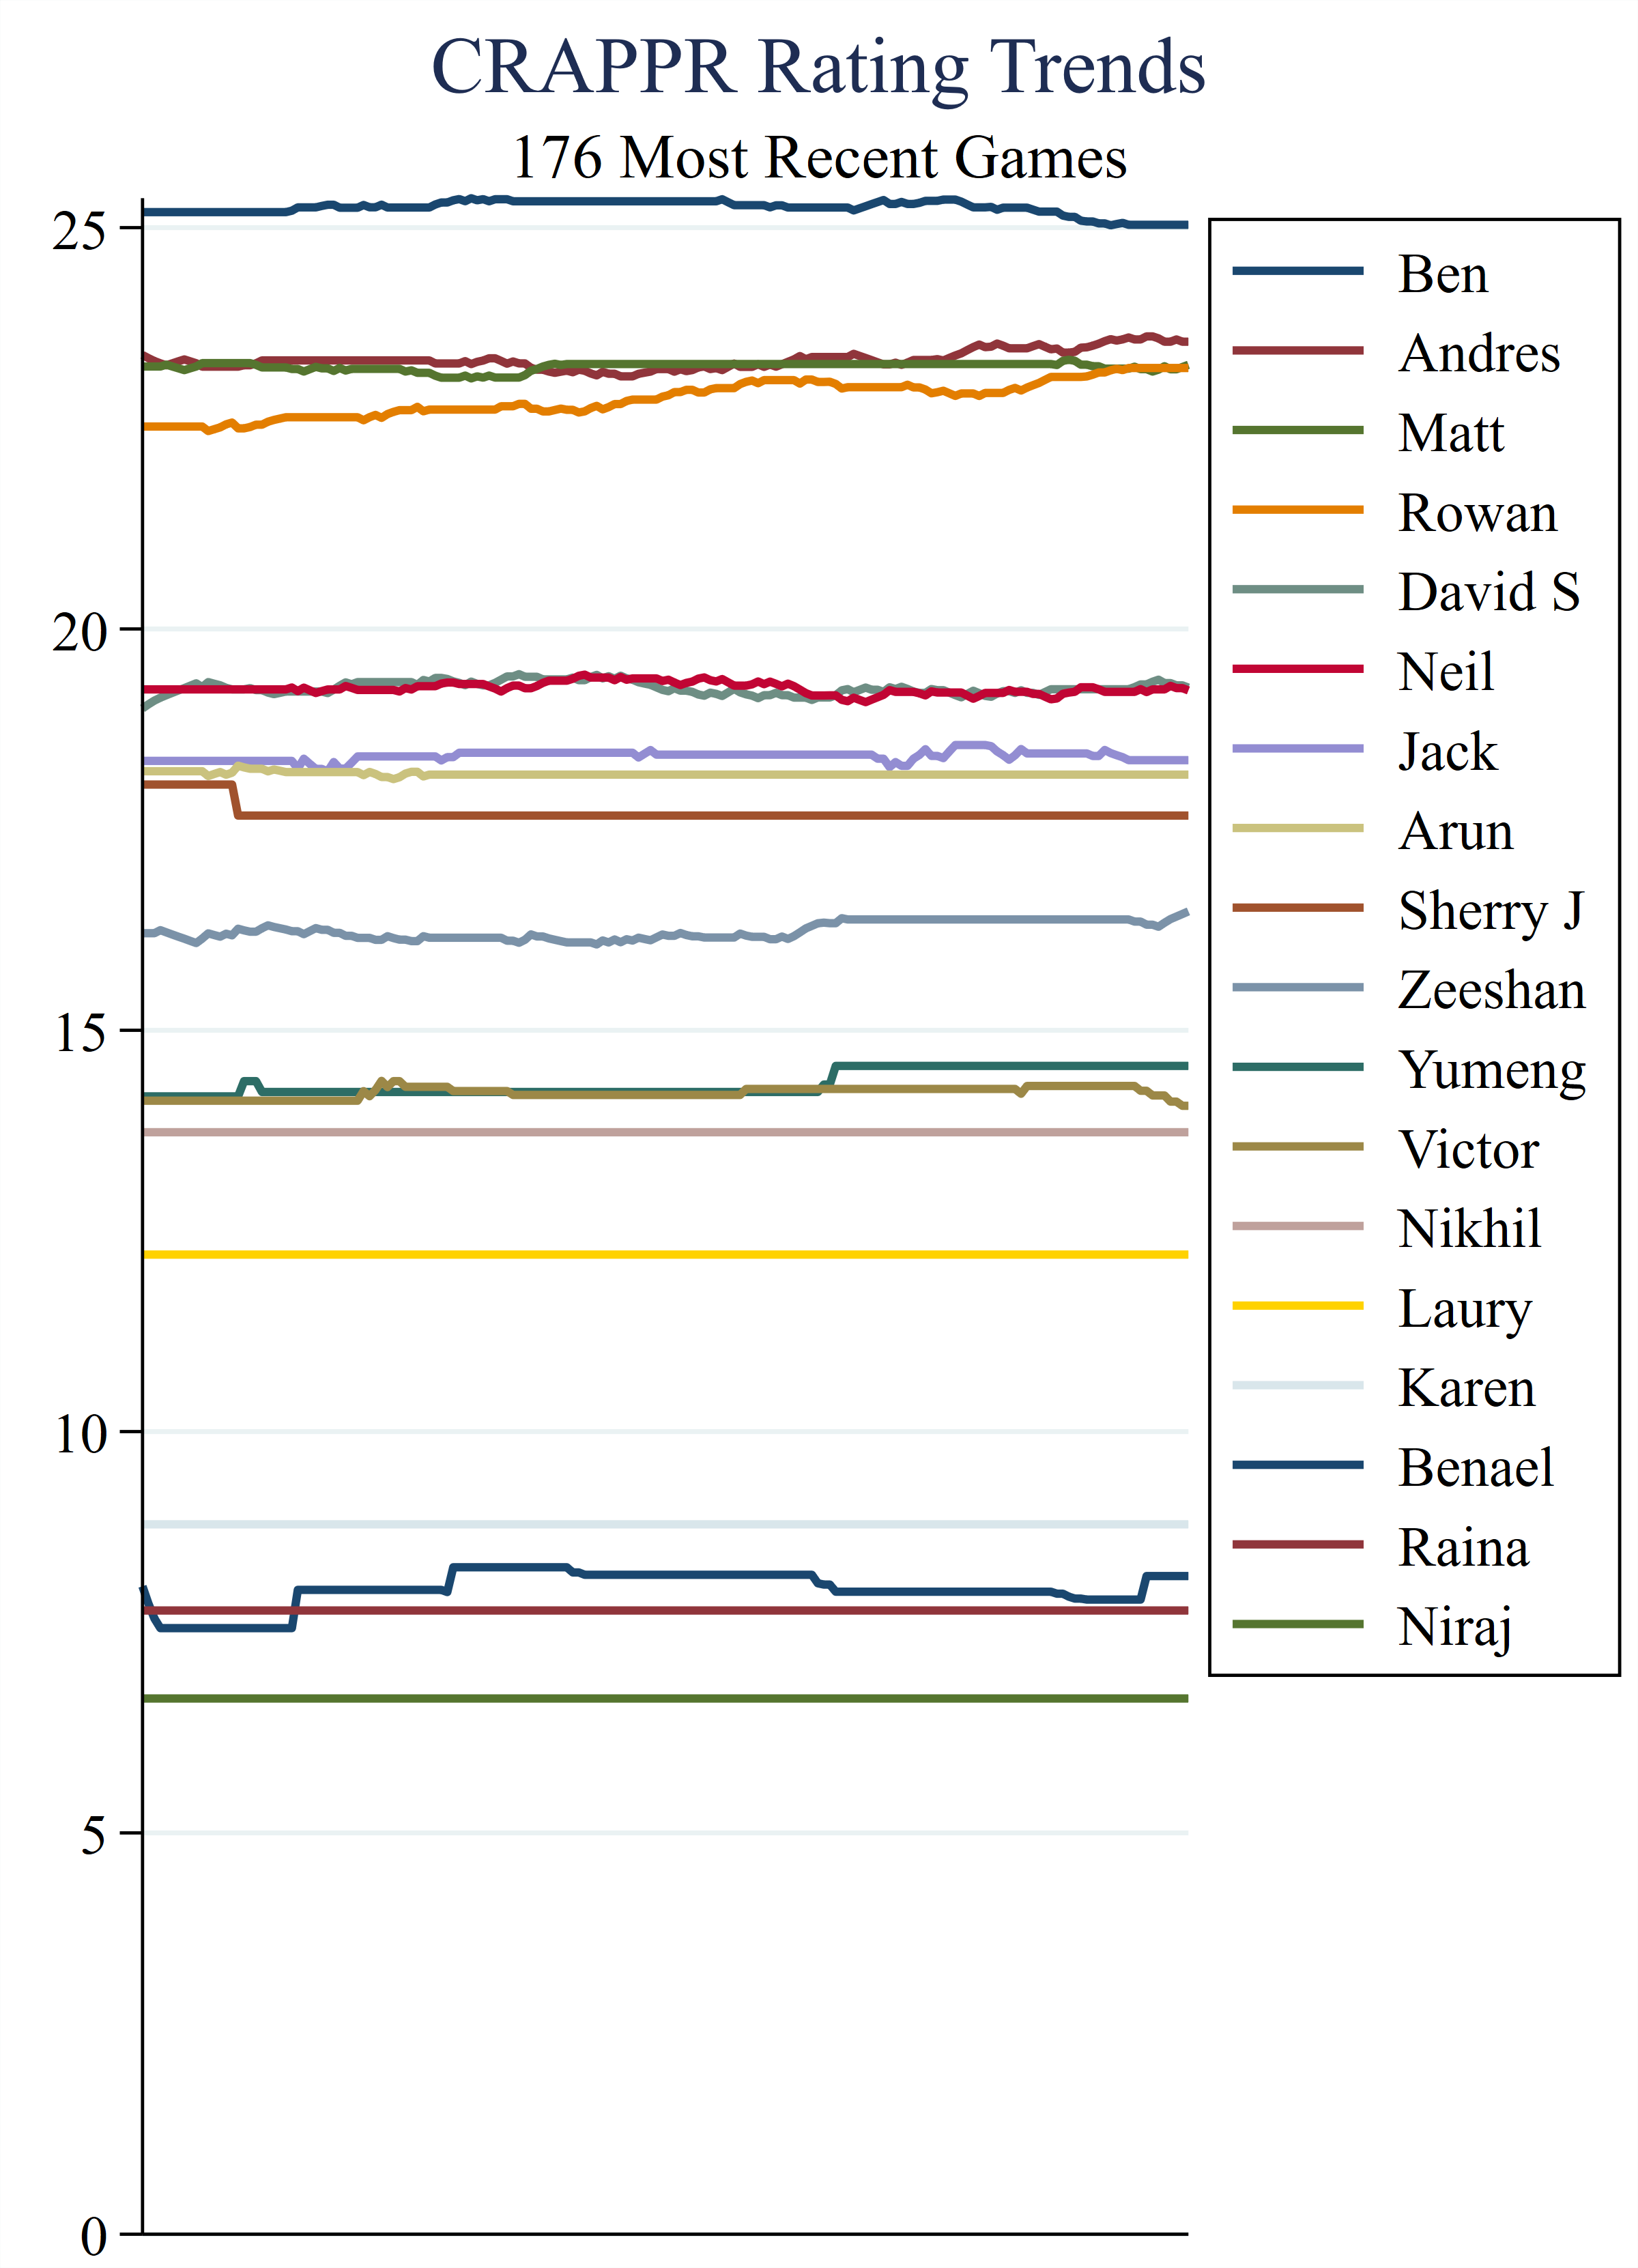 CRAPPR Rating Trends
176 Most Recent Games
25
20
15
10
5
0
Ben
Andres
Matt
Rowan
David S
Neil
Jack
Arun
Sherry J
Zeeshan
Yumeng
Victor
Nikhil
Laury
Karen
Benael
Raina
Niraj